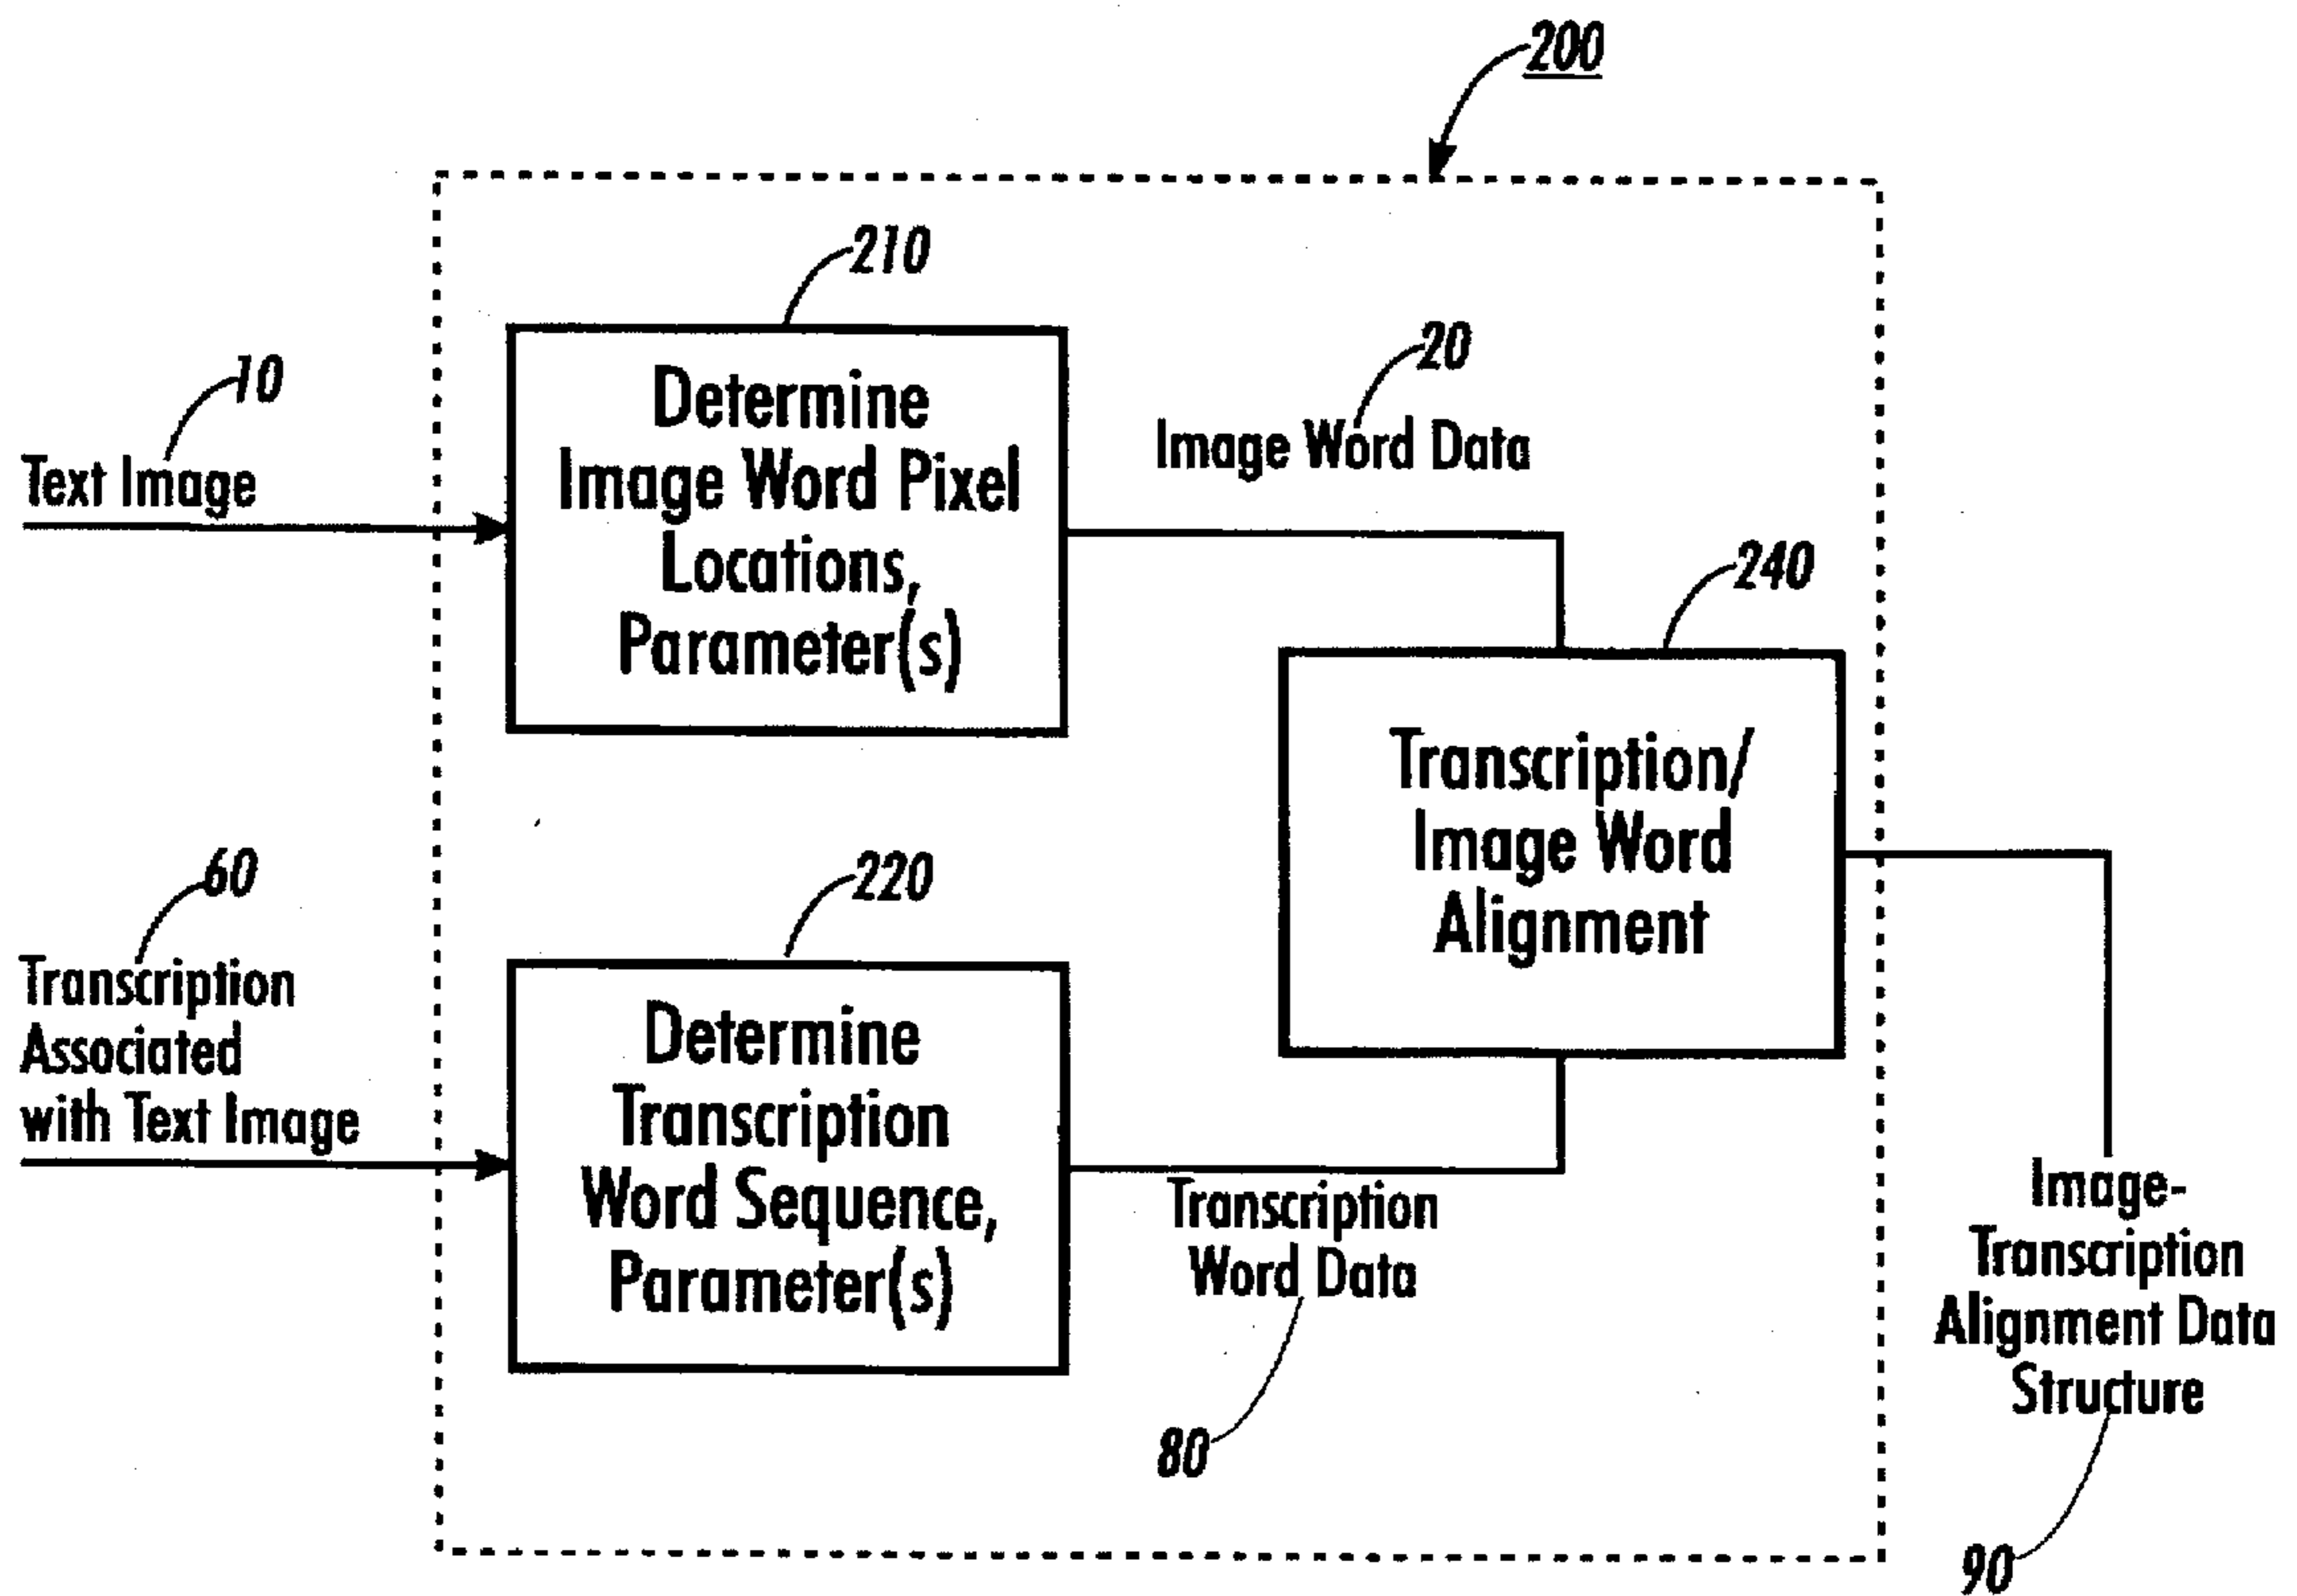 200
210
10
Text Image
Determine
Image Word Pixel
Locations,
Parameter(s)
20
Image Word Data
240
Transcription/
Image Word
Alignment
60
Transcription
Associated
with Text Image
220
Determine
Transcription
Word Sequence,
Parameter(s)
Transcription
Word Data
80
Image-
Transcription
Alignment Data
Structure
90